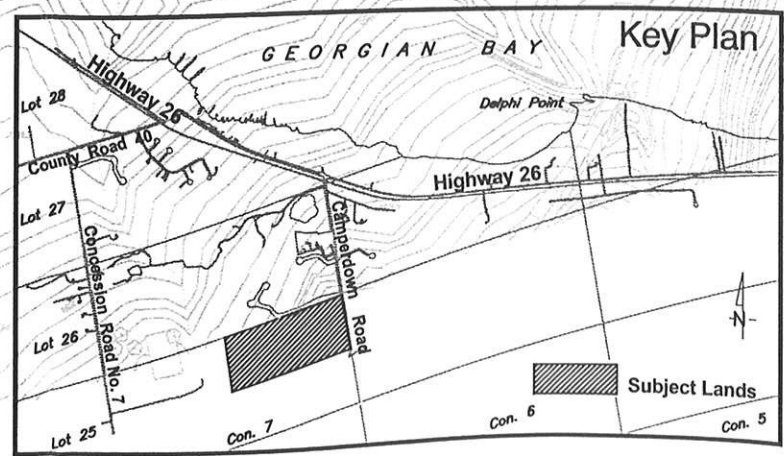 Key Plan
GEORGIAN BAY
Highway 26
Delphi Point
Lot 28
County Road 40
Highway 26
Lot 27
Concession Road No. 7
Camperdown Road
Lot 26
-N-
Subject Lands
Lot 25
Con. 7
Con. 6
Con. 5